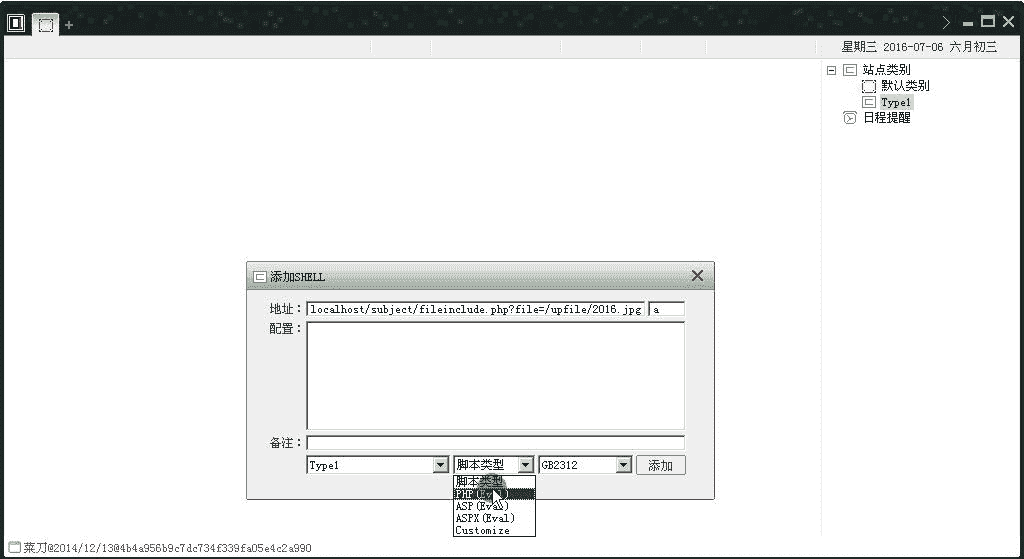 星期三 2016-07-06 六月初三
站点类别
默认类别
Type1
日程提醒
添加SHELL
地址： localhost/subject/fileinclude.php?file=/upfile/2016.jpg a
配置：
备注：
Type1 脚本类型 GB2312 添加
脚本类型
PHP(Eval)
ASP(Eval)
ASPX(Eval)
Customize
菜刀@2014/12/13@4b4a956b9c7dc734f339fa05e4c2a990